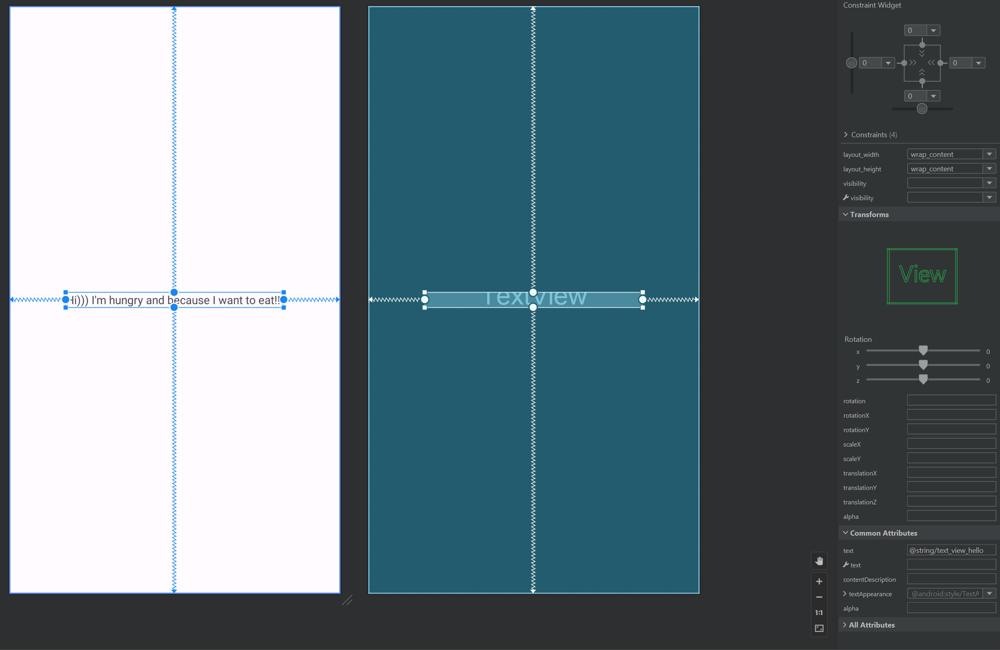 Hi))) I'm hungry and because I want to eat!!
TextView
Constraint Widget
0
50
0
0
0
50
Constraints (4)
layout_width
wrap_content
layout_height
wrap_content
visibility
visibility
Transforms
View
Rotation
x
0
y
0
z
0
rotation
rotationX
rotationY
scaleX
scaleY
translationX
translationY
translationZ
alpha
Common Attributes
text
@string/text_view_hello
text
contentDescription
textAppearance
@android:style/TextA
alpha
All Attributes
1:1